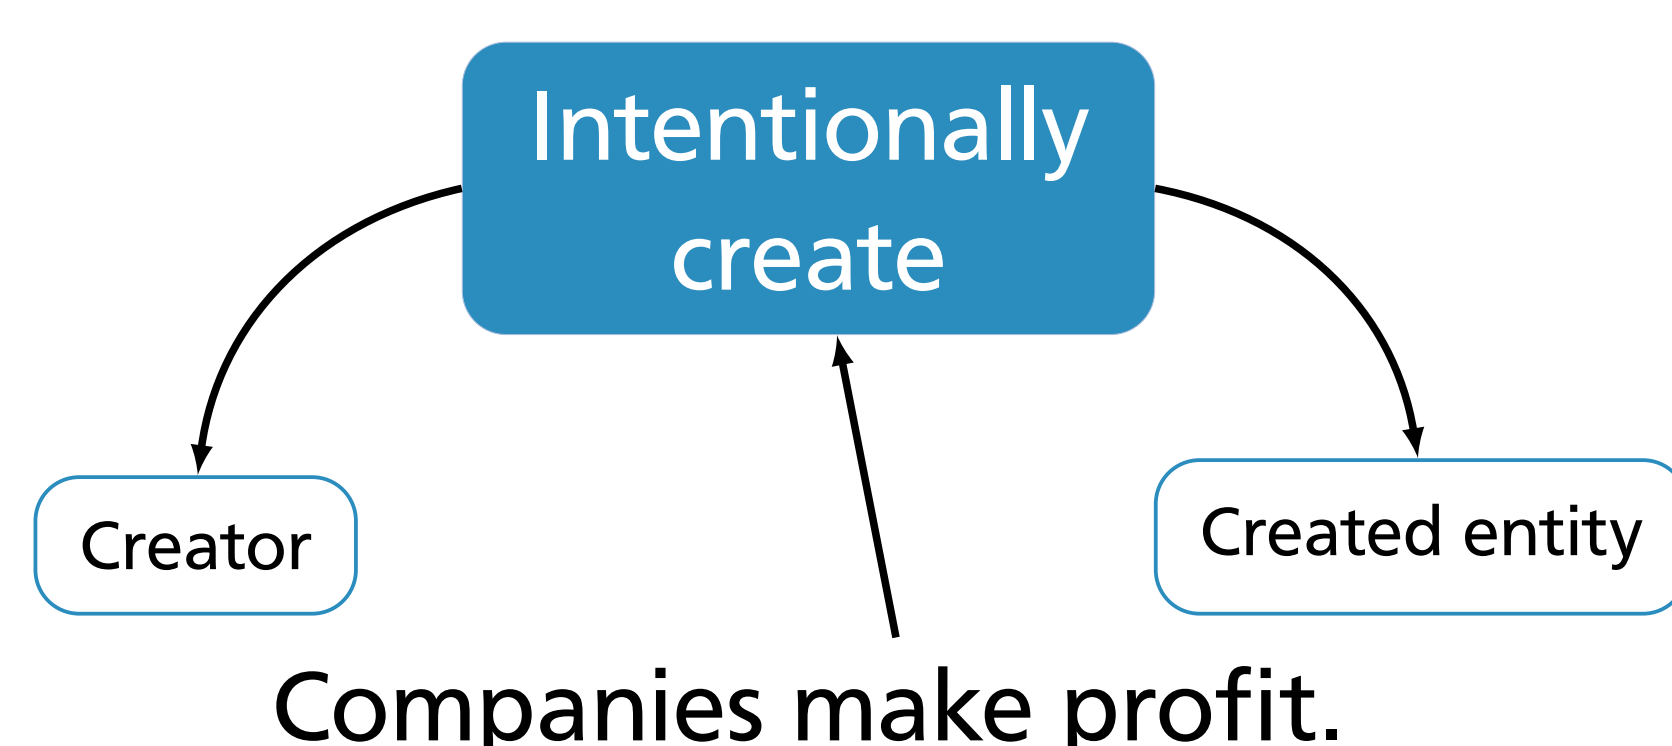 Intentionally
create
Creator
Created entity
Companies make profit.